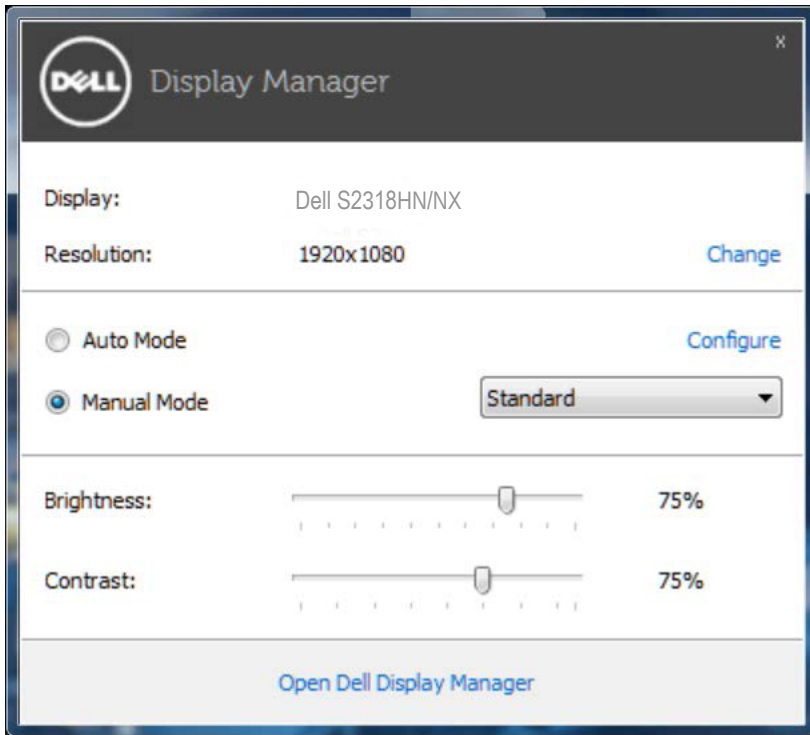 DELL Display Manager x
Display: Dell S2318HN/NX
Resolution: 1920x1080 Change
Auto Mode Configure
Manual Mode Standard
Brightness: 75%
Contrast: 75%
Open Dell Display Manager